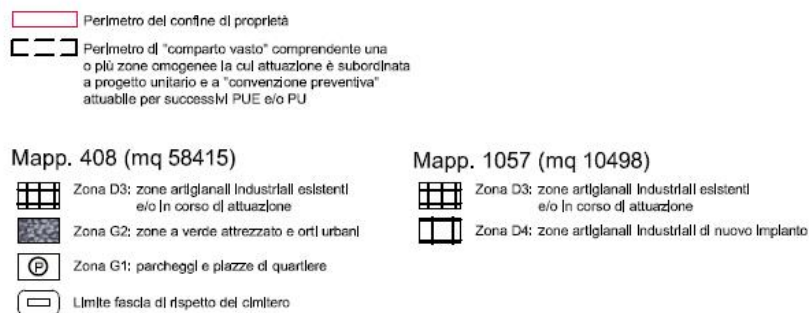 Perimetro del confine di proprietà
Perimetro di "comparto vasto" comprendente una
o più zone omogenee la cui attuazione è subordinata
a progetto unitario e a "convenzione preventiva"
attuabile per successivi PUE e/o PU
Mapp. 408 (mq 58415)
Zona D3: zone artigianali industriali esistenti
e/o in corso di attuazione
Zona G2: zone a verde attrezzato e orti urbani
P
Zona G1: parcheggi e piazze di quartiere
Limite fascia di rispetto del cimitero
Mapp. 1057 (mq 10498)
Zona D3: zone artigianali industriali esistenti
e/o in corso di attuazione
Zona D4: zone artigianali industriali di nuovo impianto